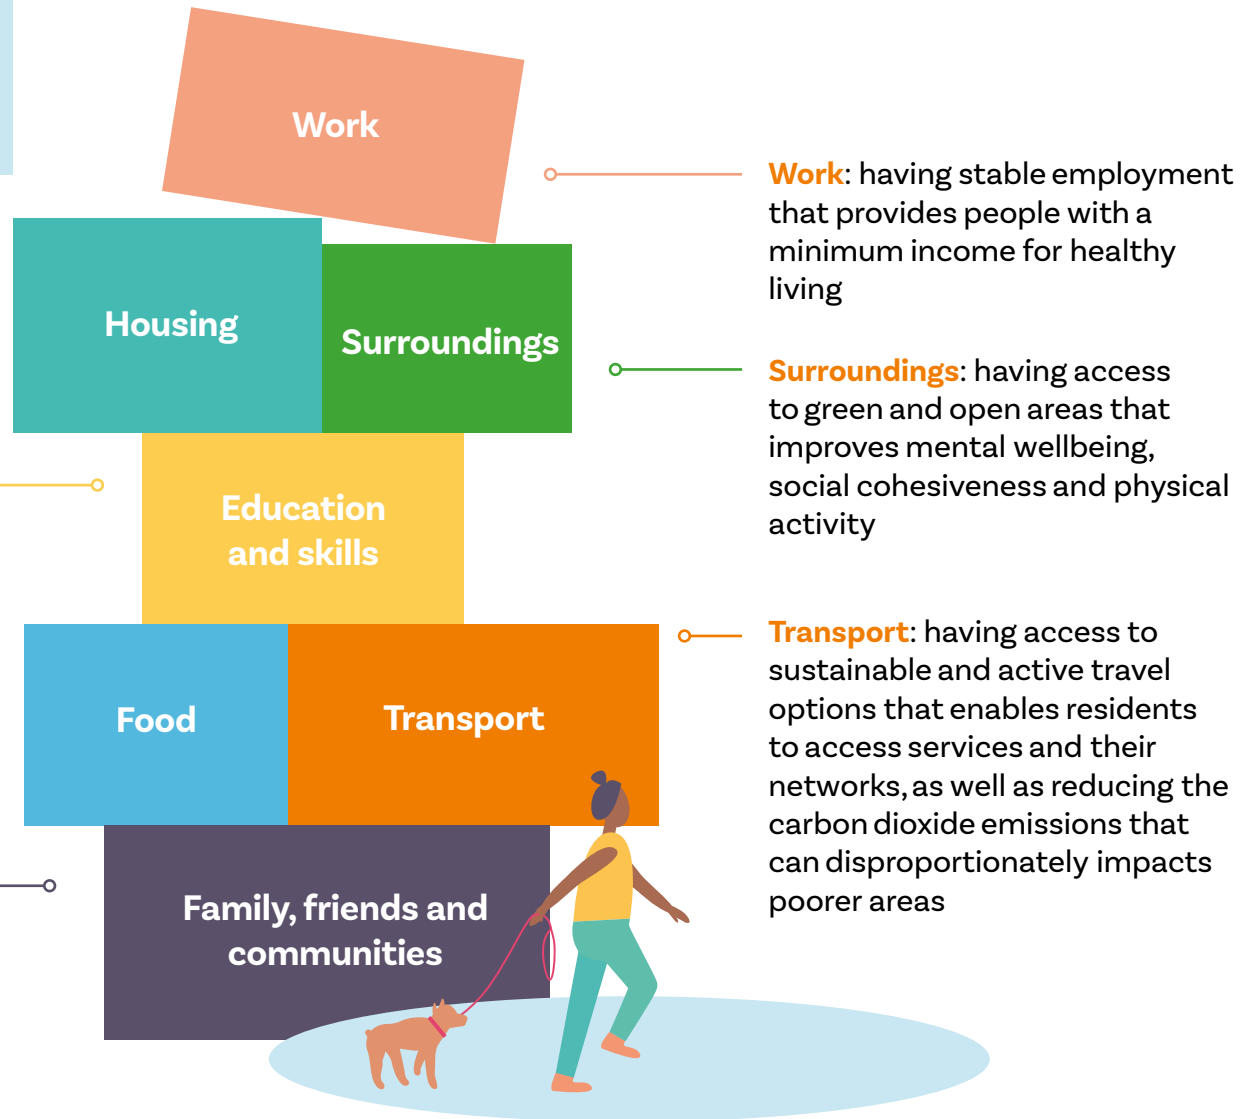 Work
Housing
Surroundings
Education
and skills
Food
Transport
Family, friends and
communities
Work: having stable employment
that provides people with a
minimum income for healthy
living
Surroundings: having access
to green and open areas that
improves mental wellbeing,
social cohesiveness and physical
activity
Transport: having access to
sustainable and active travel
options that enables residents
to access services and their
networks, as well as reducing the
carbon dioxide emissions that
can disproportionately impacts
poorer areas